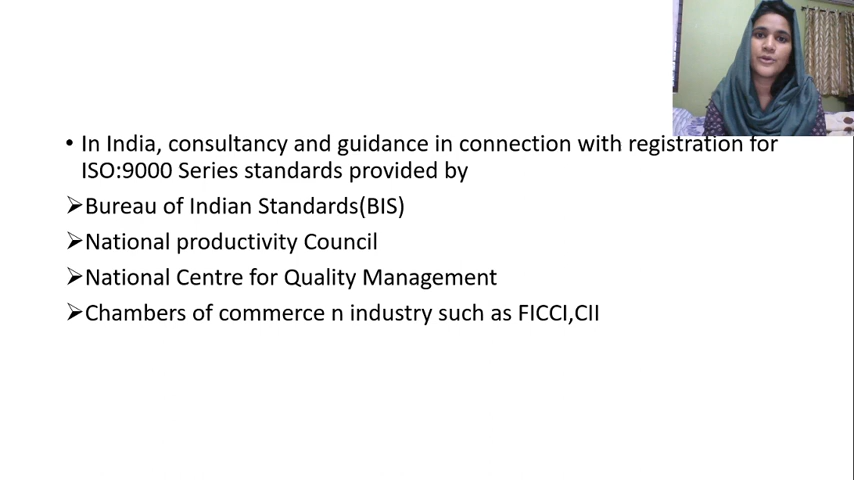 • In India, consultancy and guidance in connection with registration for
ISO:9000 Series standards provided by
➢Bureau of Indian Standards(BIS)
➢National productivity Council
➢National Centre for Quality Management
➢Chambers of commerce n industry such as FICCI,CII